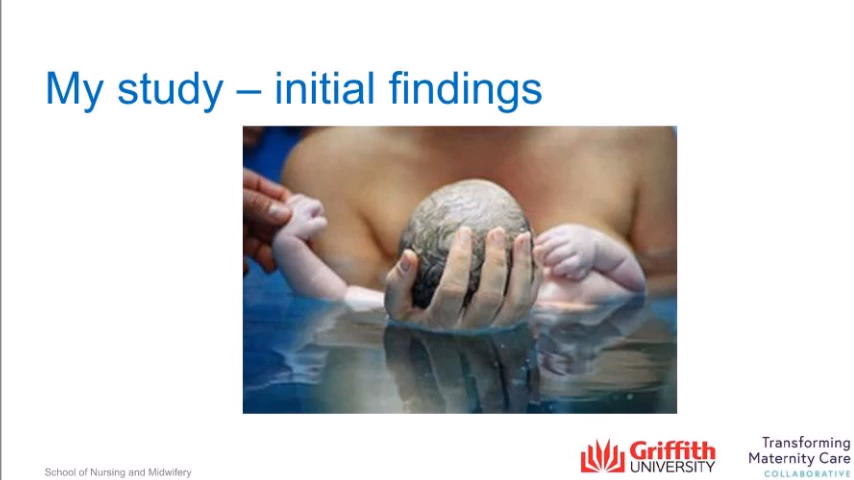 My study – initial findings
School of Nursing and Midwifery
Griffith
UNIVERSITY
Transforming
Maternity Care
COLLABORATIVE